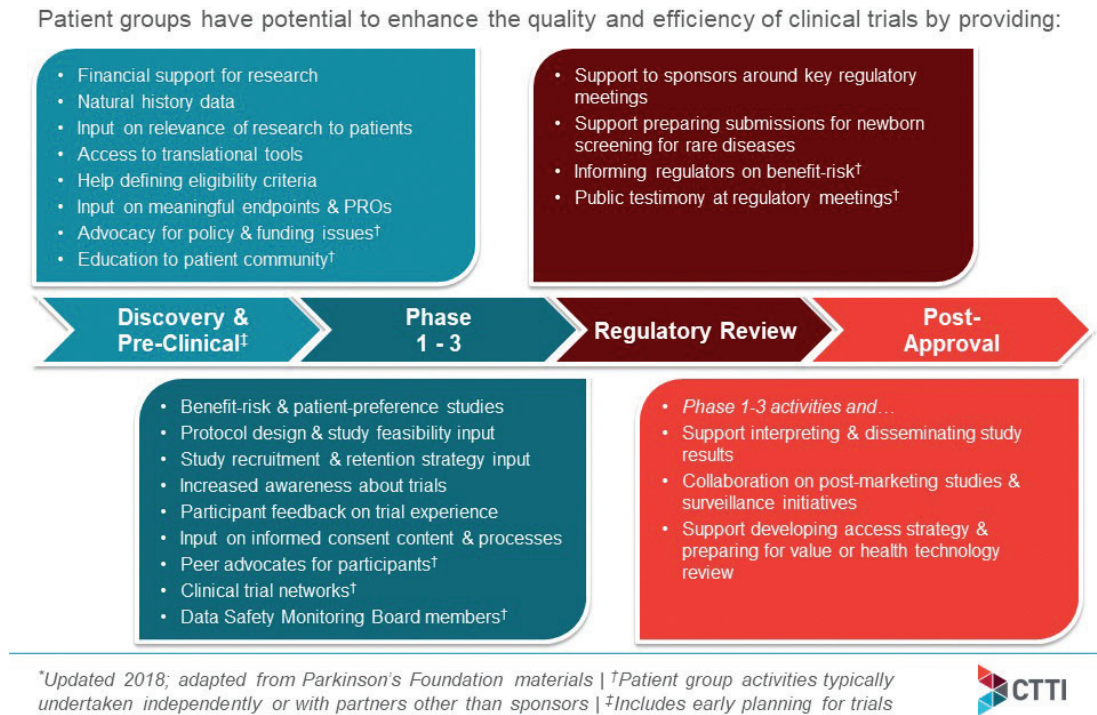 Patient groups have potential to enhance the quality and efficiency of clinical trials by providing:
• Financial support for research
• Natural history data
• Input on relevance of research to patients
• Access to translational tools
• Help defining eligibility criteria
• Input on meaningful endpoints & PROs
• Advocacy for policy & funding issues†
• Education to patient community†
• Support to sponsors around key regulatory
meetings
• Support preparing submissions for newborn
screening for rare diseases
• Informing regulators on benefit-risk†
• Public testimony at regulatory meetings†
Discovery &
Pre-Clinical‡
Phase
1 - 3
Regulatory Review
Post-
Approval
• Benefit-risk & patient-preference studies
• Protocol design & study feasibility input
• Study recruitment & retention strategy input
• Increased awareness about trials
• Participant feedback on trial experience
• Input on informed consent content & processes
• Peer advocates for participants†
• Clinical trial networks†
• Data Safety Monitoring Board members†
• Phase 1-3 activities and…
• Support interpreting & disseminating study
results
• Collaboration on post-marketing studies &
surveillance initiatives
• Support developing access strategy &
preparing for value or health technology
review
*Updated 2018; adapted from Parkinson's Foundation materials | †Patient group activities typically
undertaken independently or with partners other than sponsors | ‡Includes early planning for trials
CTTI